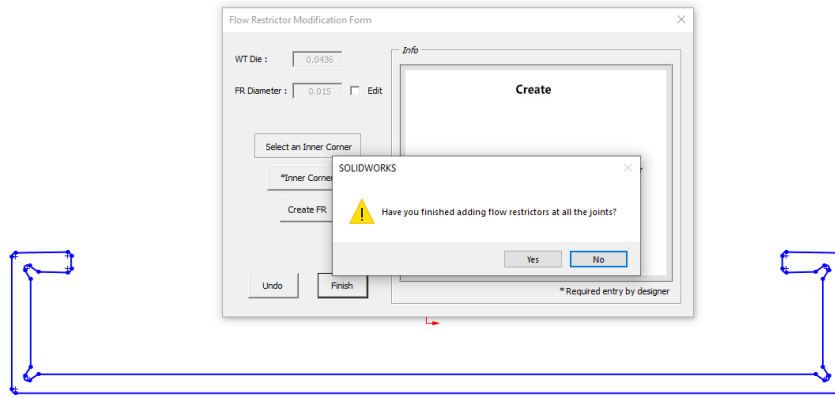 Flow Restrictor Modification Form
WT Die : 0.0436
FR Diameter : 0.015 Edit
Select an Inner Corner
*Inner Corne
Create FR
Undo
Finish
Info
Create
SOLIDWORKS
Have you finished adding flow restrictors at all the joints?
Yes
No
* Required entry by designer